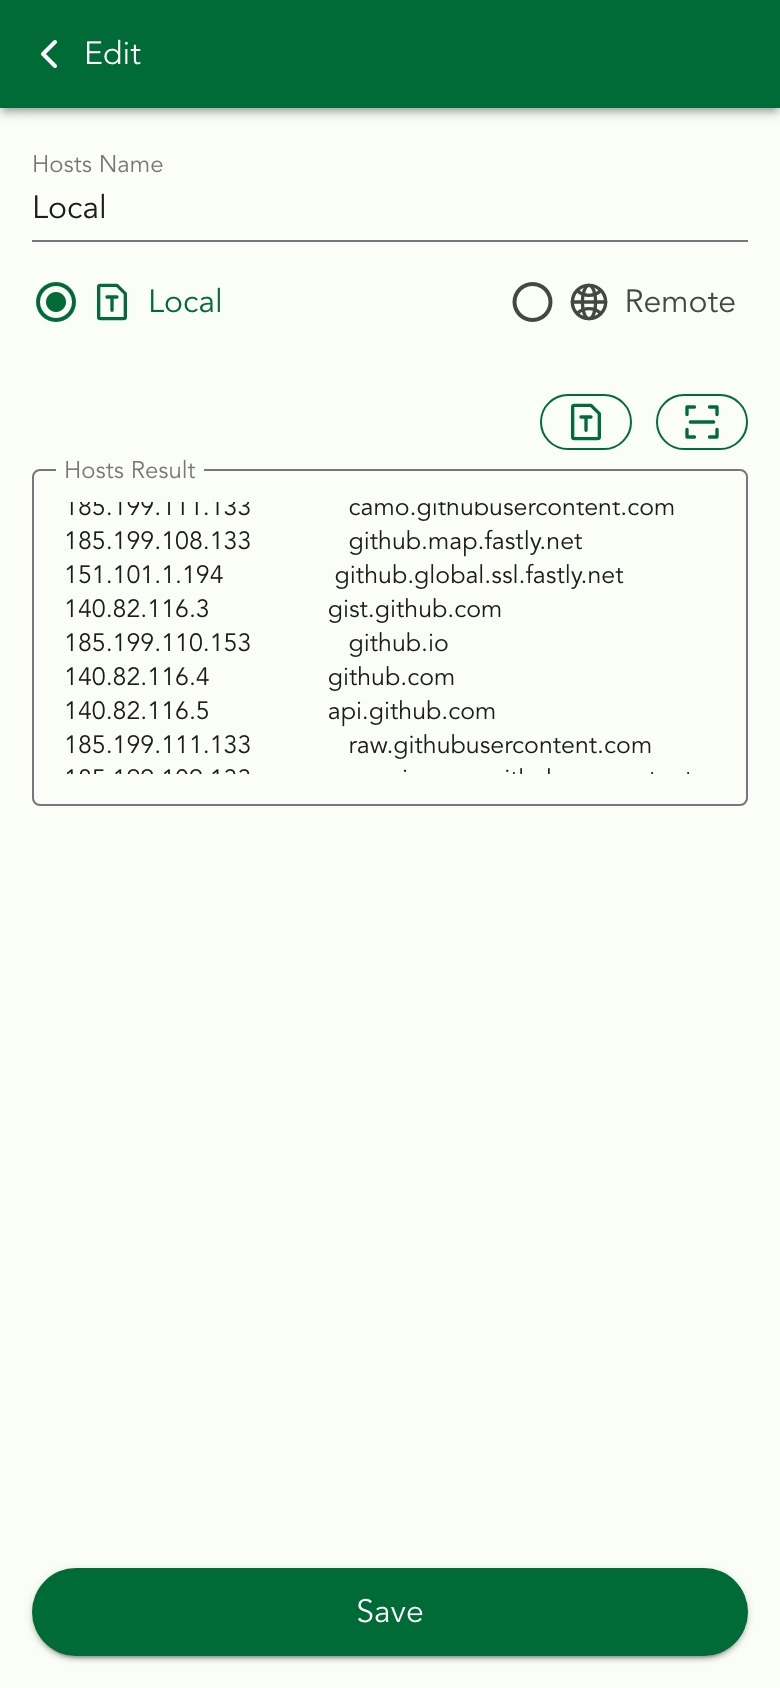 Edit
Hosts Name
Local
Local
Remote
Hosts Result
185.199.111.133 camo.githubusercontent.com
185.199.108.133 github.map.fastly.net
151.101.1.194 github.global.ssl.fastly.net
140.82.116.3 gist.github.com
185.199.110.153 github.io
140.82.116.4 github.com
140.82.116.5 api.github.com
185.199.111.133 raw.githubusercontent.com
Save